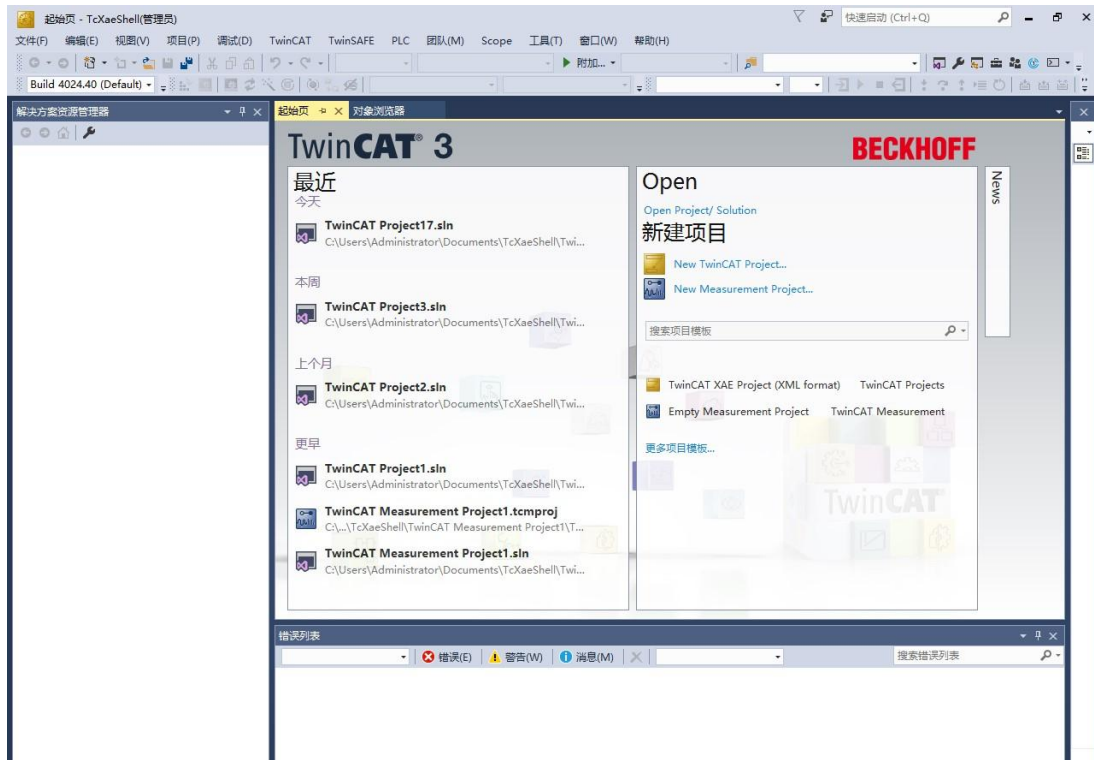 起始页 - TcXaeShell(管理员)
快速启动 (Ctrl+Q)
文件(F) 编辑(E) 视图(V) 项目(P) 调试(D) TwinCAT TwinSAFE PLC 团队(M) Scope 工具(T) 窗口(W) 帮助(H)
附加...
Build 4024.40 (Default)
解决方案资源管理器
起始页 对象浏览器
TwinCAT® 3
BECKHOFF
最近
今天
TwinCAT Project17.sln
C:\Users\Administrator\Documents\TcXaeShell\Twi...
本周
TwinCAT Project3.sln
C:\Users\Administrator\Documents\TcXaeShell\Twi...
上个月
TwinCAT Project2.sln
C:\Users\Administrator\Documents\TcXaeShell\Twi...
更早
TwinCAT Project1.sln
C:\Users\Administrator\Documents\TcXaeShell\Twi...
TwinCAT Measurement Project1.tcmproj
C:\...\TcXaeShell\TwinCAT Measurement Project1\T...
TwinCAT Measurement Project1.sln
C:\Users\Administrator\Documents\TcXaeShell\Twi...
Open
Open Project/ Solution
新建项目
New TwinCAT Project...
New Measurement Project...
搜索项目模板
TwinCAT XAE Project (XML format) TwinCAT Projects
Empty Measurement Project TwinCAT Measurement
更多项目模板...
TwinCAT
News
错误列表
错误(E) 警告(W) 消息(M)
搜索错误列表